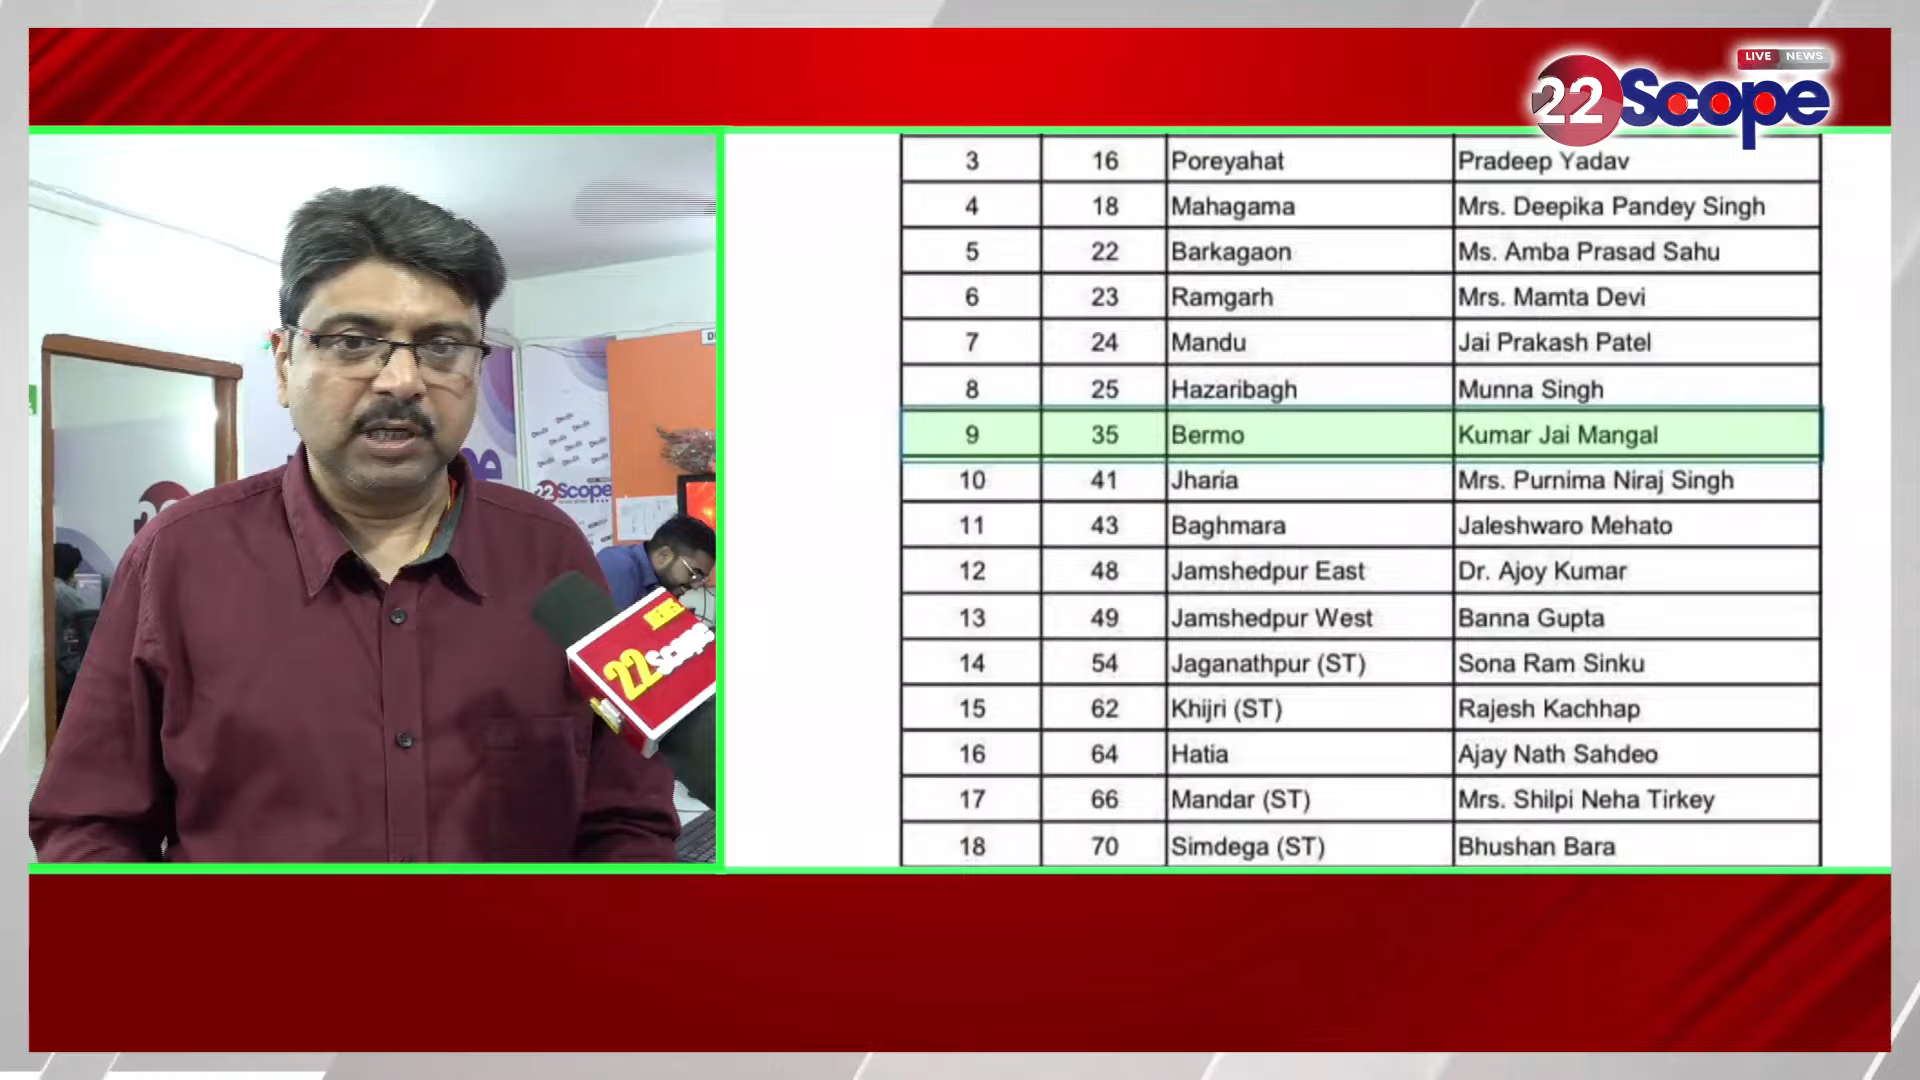 LIVE NEWS
22Scope
3 16 Poreyahat Pradeep Yadav
4 18 Mahagama Mrs. Deepika Pandey Singh
5 22 Barkagaon Ms. Amba Prasad Sahu
6 23 Ramgarh Mrs. Mamta Devi
7 24 Mandu Jai Prakash Patel
8 25 Hazaribagh Munna Singh
9 35 Bermo Kumar Jai Mangal
10 41 Jharia Mrs. Purnima Niraj Singh
11 43 Baghmara Jaleshwaro Mehato
12 48 Jamshedpur East Dr. Ajoy Kumar
13 49 Jamshedpur West Banna Gupta
14 54 Jaganathpur (ST) Sona Ram Sinku
15 62 Khijri (ST) Rajesh Kachhap
16 64 Hatia Ajay Nath Sahdeo
17 66 Mandar (ST) Mrs. Shilpi Neha Tirkey
18 70 Simdega (ST) Bhushan Bara
22Scope
NEWS
22Scope